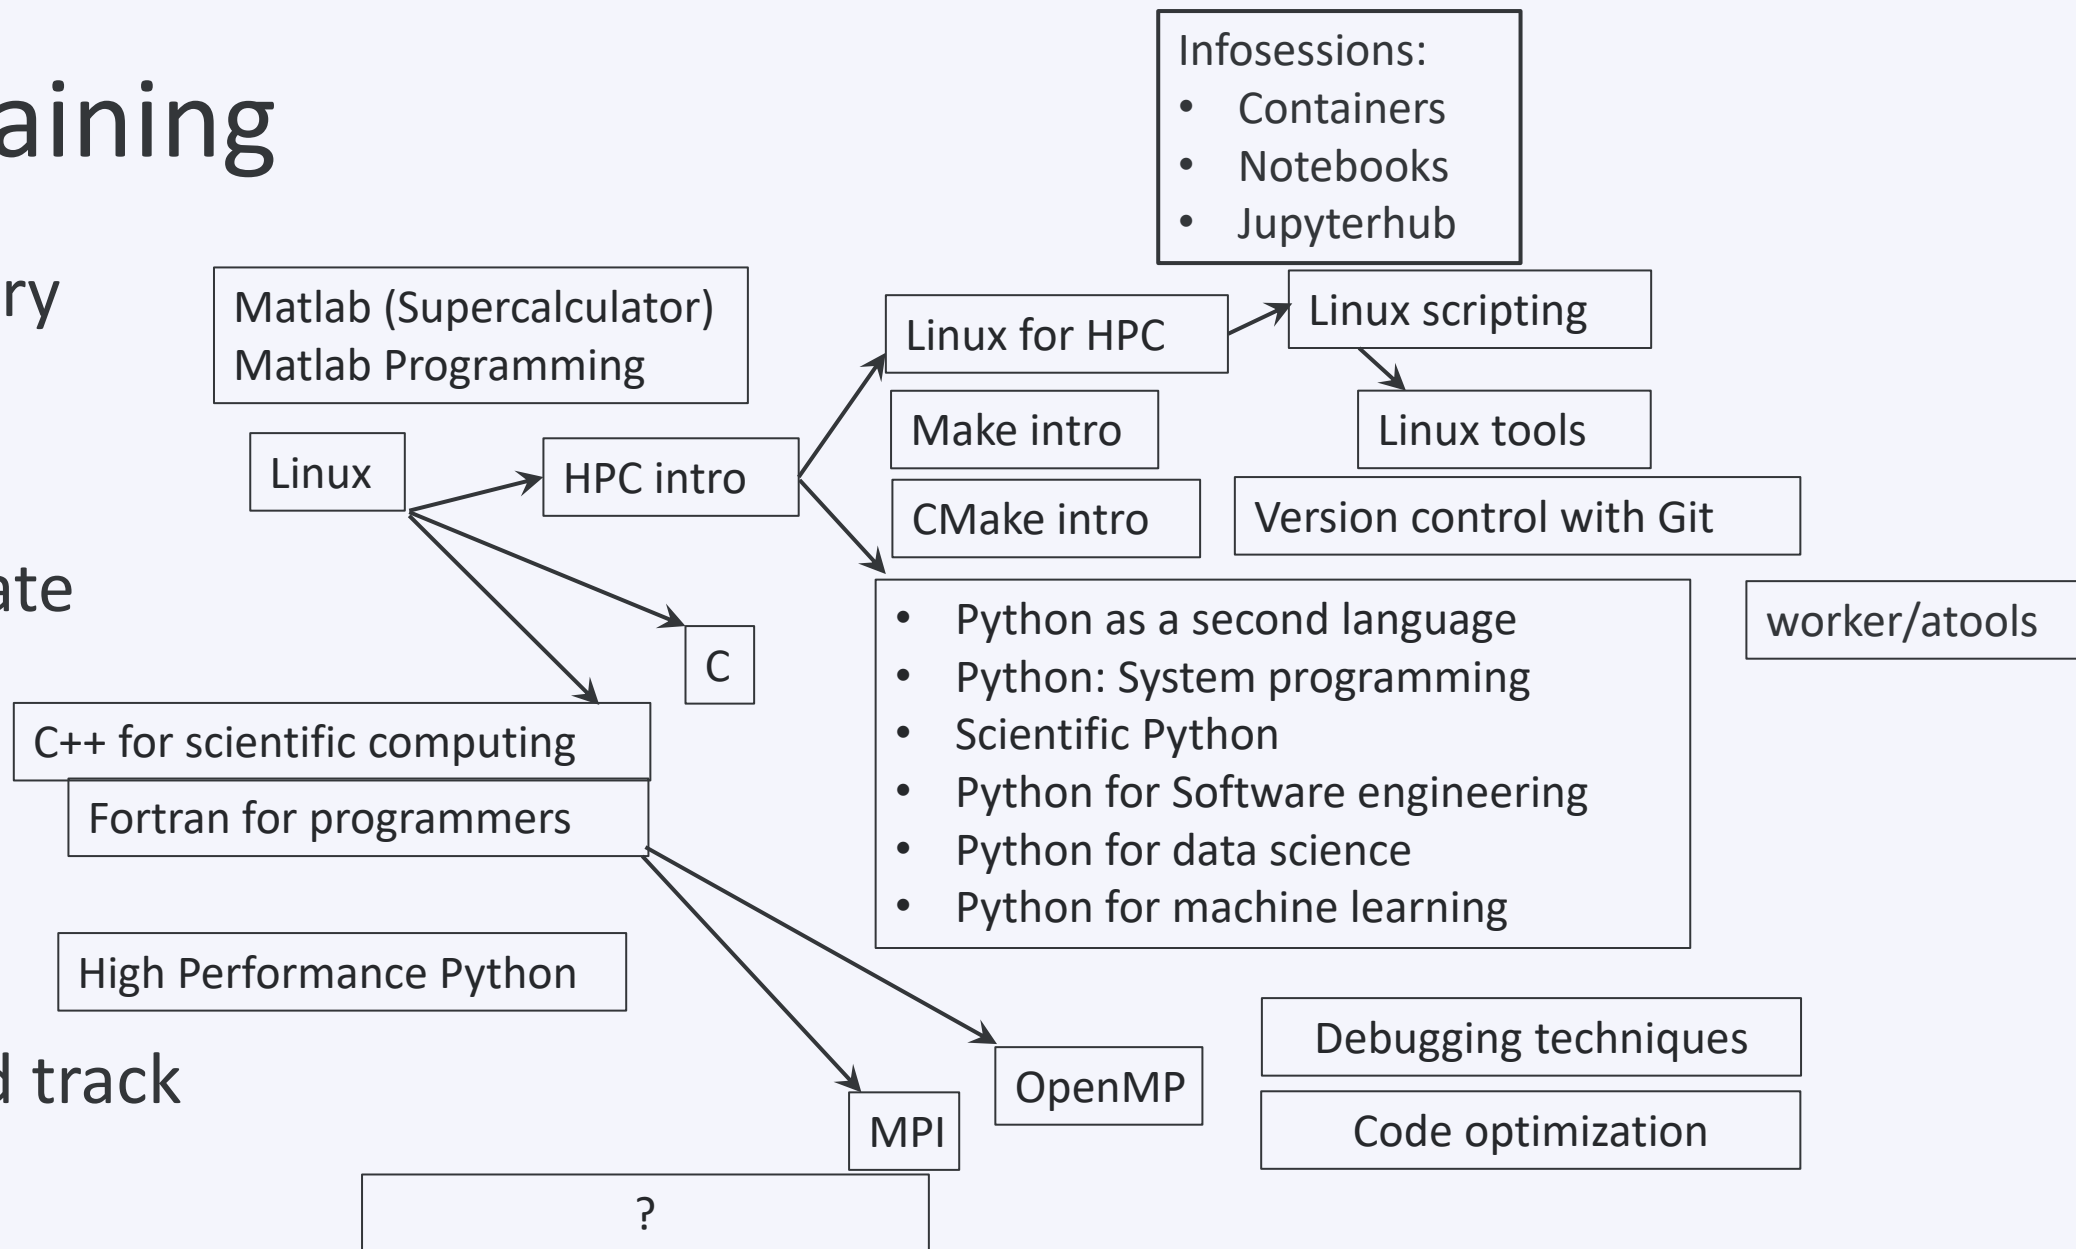 Infosessions:
• Containers
• Notebooks
• Jupyterhub
aining
ry
Matlab (Supercalculator)
Matlab Programming
Linux for HPC
Linux scripting
Make intro
Linux tools
Linux
HPC intro
CMake intro
Version control with Git
ate
• Python as a second language
• Python: System programming
• Scientific Python
• Python for Software engineering
• Python for data science
• Python for machine learning
worker/atools
C
C++ for scientific computing
Fortran for programmers
High Performance Python
d track
OpenMP
MPI
Debugging techniques
Code optimization
?